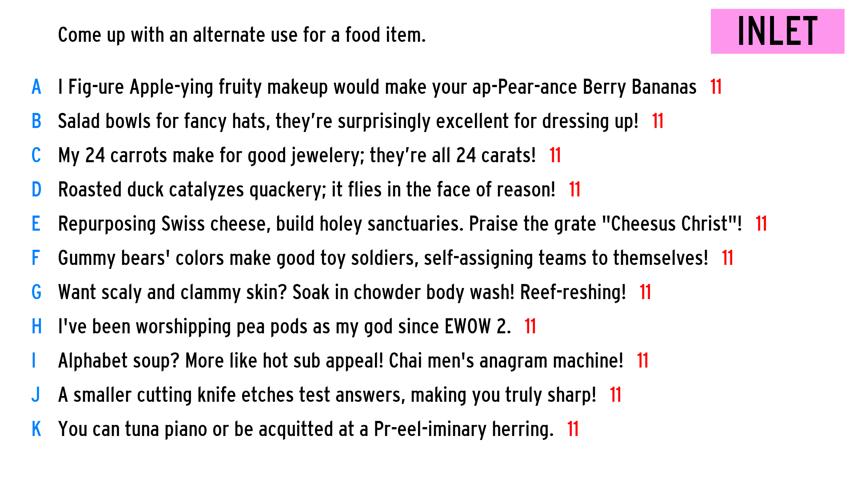 INLET
Come up with an alternate use for a food item.
A I Fig-ure Apple-ying fruity makeup would make your ap-Pear-ance Berry Bananas 11
B Salad bowls for fancy hats, they're surprisingly excellent for dressing up! 11
C My 24 carrots make for good jewelery; they're all 24 carats! 11
D Roasted duck catalyzes quackery; it flies in the face of reason! 11
E Repurposing Swiss cheese, build holey sanctuaries. Praise the grate "Cheesus Christ"! 11
F Gummy bears' colors make good toy soldiers, self-assigning teams to themselves! 11
G Want scaly and clammy skin? Soak in chowder body wash! Reef-reshing! 11
H I've been worshipping pea pods as my god since EWOW 2. 11
I Alphabet soup? More like hot sub appeal! Chai men's anagram machine! 11
J A smaller cutting knife etches test answers, making you truly sharp! 11
K You can tuna piano or be acquitted at a Pr-eel-iminary herring. 11